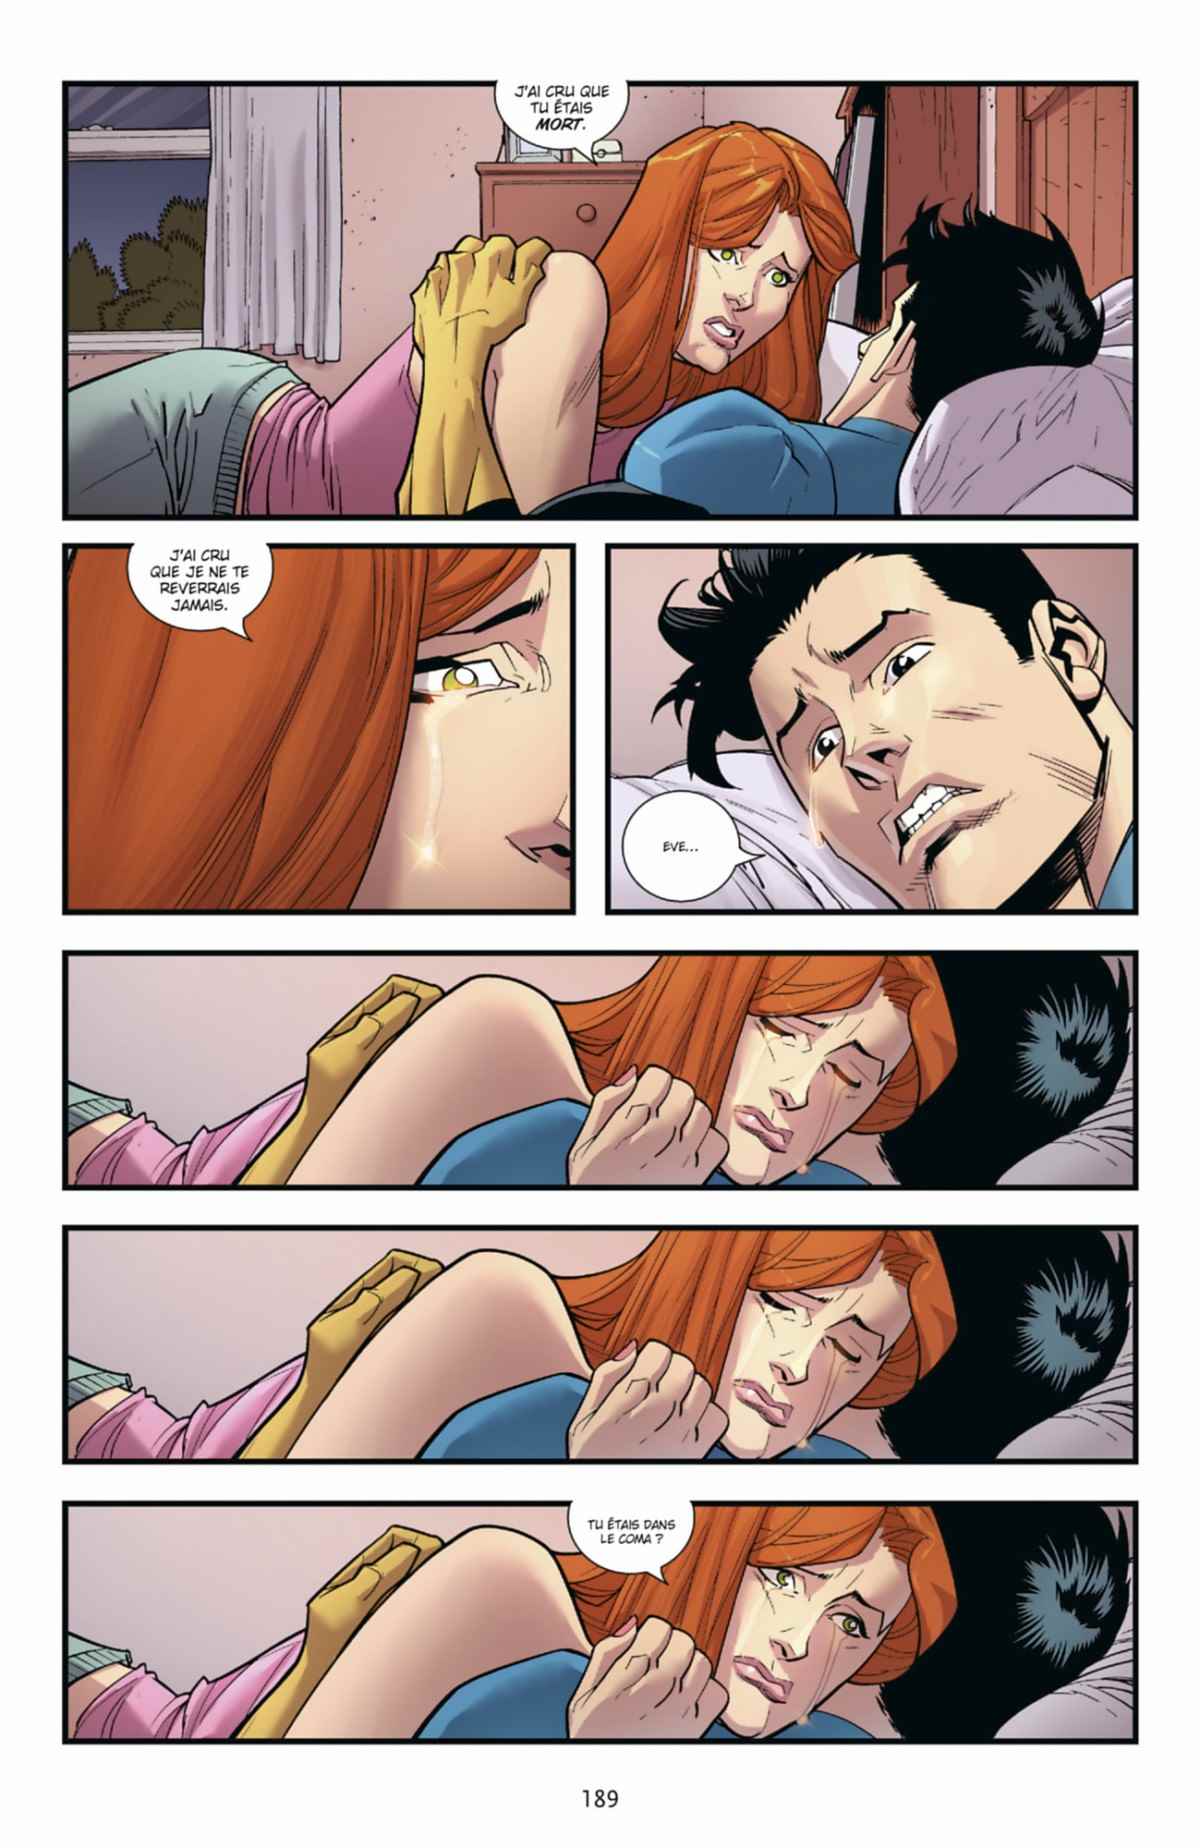 J'AI CRU QUE
TU ÉTAIS
MORT.
J'AI CRU
QUE JE NE TE
REVERRAIS
JAMAIS.
EVE...
TU ÉTAIS DANS
LE COMA ?
189